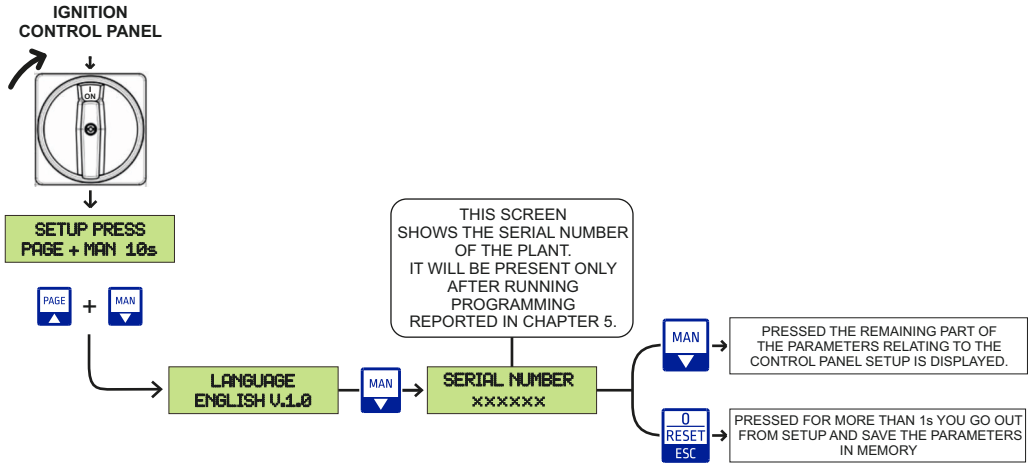 IGNITION
CONTROL PANEL
I
ON
SETUP PRESS
PAGE + MAN 10s
PAGE
+
MAN
THIS SCREEN
SHOWS THE SERIAL NUMBER
OF THE PLANT.
IT WILL BE PRESENT ONLY
AFTER RUNNING
PROGRAMMING
REPORTED IN CHAPTER 5.
LANGUAGE
ENGLISH V.1.0
MAN
SERIAL NUMBER
xxxxxx
MAN
PRESSED THE REMAINING PART OF
THE PARAMETERS RELATING TO THE
CONTROL PANEL SETUP IS DISPLAYED.
0
RESET
ESC
PRESSED FOR MORE THAN 1s YOU GO OUT
FROM SETUP AND SAVE THE PARAMETERS
IN MEMORY